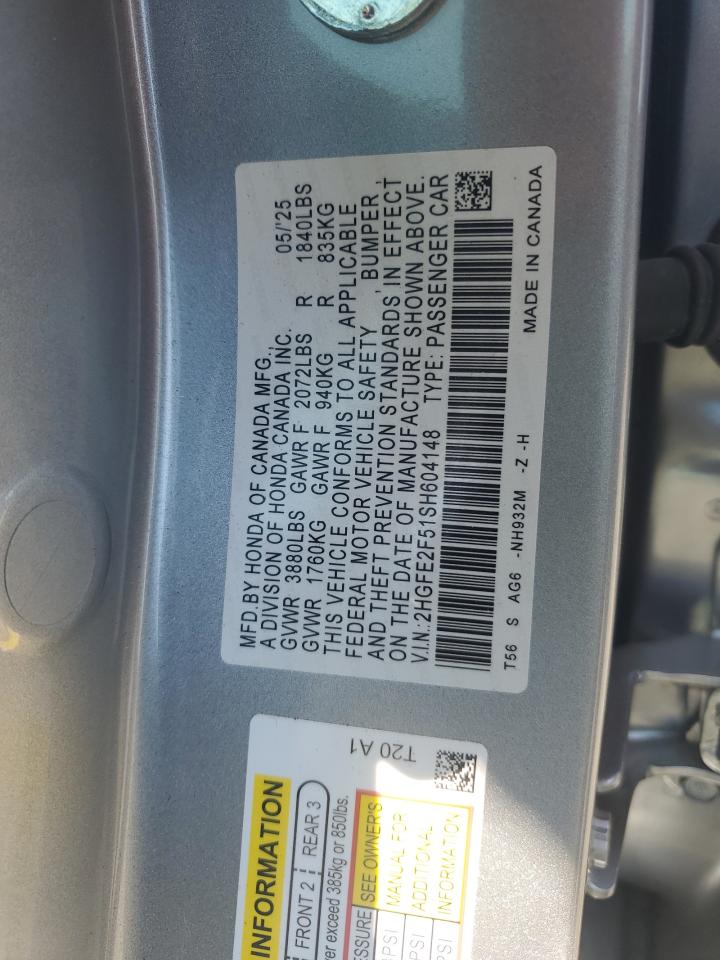 MFD.BY HONDA OF CANADA MFG.,
A DIVISION OF HONDA CANADA INC. 05/'25
GVWR 3880LBS GAWR F 2072LBS R 1840LBS
GVWR 1760KG GAWR F 940KG R 835KG
THIS VEHICLE CONFORMS TO ALL APPLICABLE
FEDERAL MOTOR VEHICLE SAFETY, BUMPER,
AND THEFT PREVENTION STANDARDS IN EFFECT
ON THE DATE OF MANUFACTURE SHOWN ABOVE.
V.I.N.:2HGFE2F51SH604148 TYPE: PASSENGER CAR
T56 S AG6 -NH932M -Z -H
MADE IN CANADA
T20 A1
INFORMATION
FRONT 2 REAR 3
exceed 385kg or 850lbs.
SEE OWNER'S
MANUAL FOR
ADDITIONAL
INFORMATION
PSI
PSI
PSI